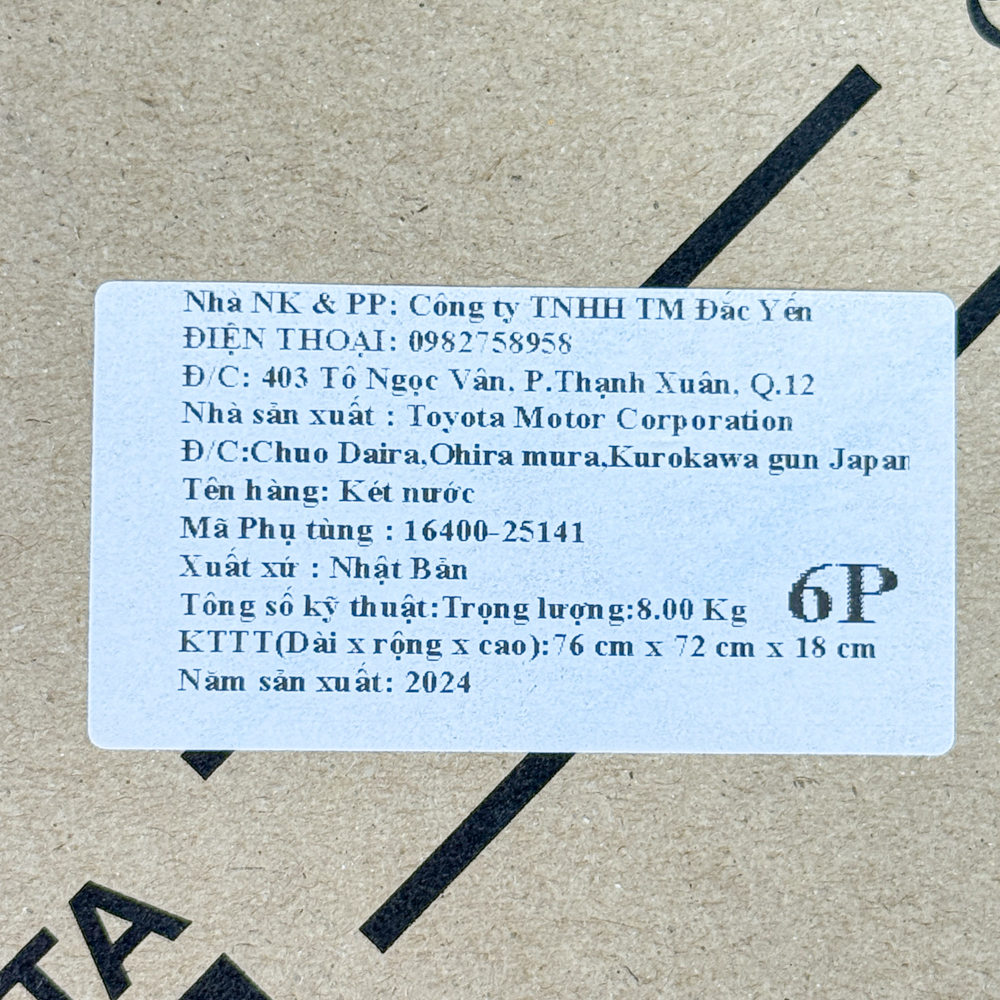 Nhà NK & PP: Công ty TNHH TM Đắc Yến
ĐIỆN THOẠI: 0982758958
Đ/C: 403 Tô Ngọc Vân, P.Thạnh Xuân, Q.12
Nhà sản xuất : Toyota Motor Corporation
Đ/C:Chuo Daira,Ohira mura,Kurokawa gun Japan
Tên hàng: Két nước
Mã Phụ tùng : 16400-25141
Xuất xứ : Nhật Bản
6P
Tông số kỹ thuật:Trọng lượng:8.00 Kg
KTTT(Dài x rộng x cao):76 cm x 72 cm x 18 cm
Năm sản xuất: 2024
TA